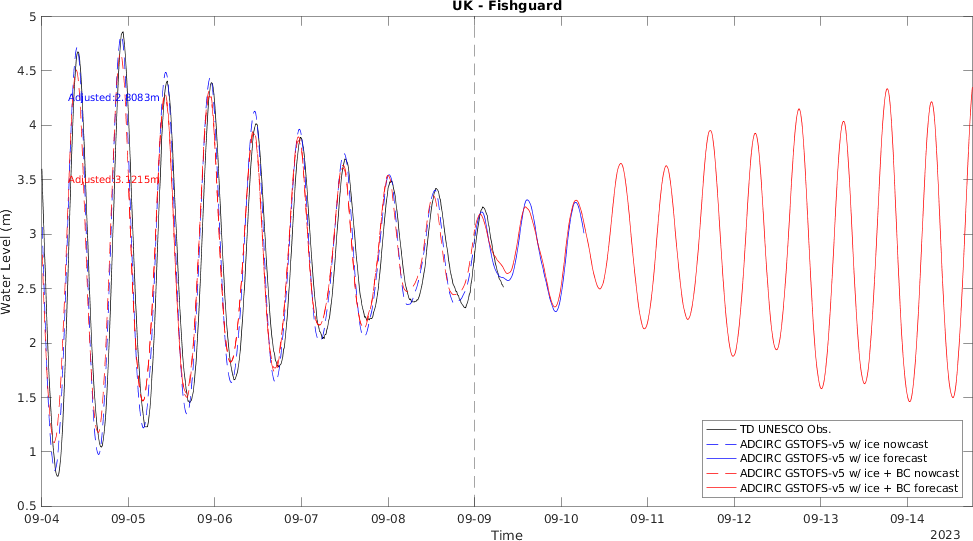 UK - Fishguard
5
4.5
4
3.5
3
2.5
2
1.5
1
0.5
Water Level (m)
Adjusted:2.8083m
Adjusted:3.1215m
TD UNESCO Obs.
ADCIRC GSTOFS-v5 w/ ice nowcast
ADCIRC GSTOFS-v5 w/ ice forecast
ADCIRC GSTOFS-v5 w/ ice + BC nowcast
ADCIRC GSTOFS-v5 w/ ice + BC forecast
09-04 09-05 09-06 09-07 09-08 09-09 09-10 09-11 09-12 09-13 09-14
Time
2023